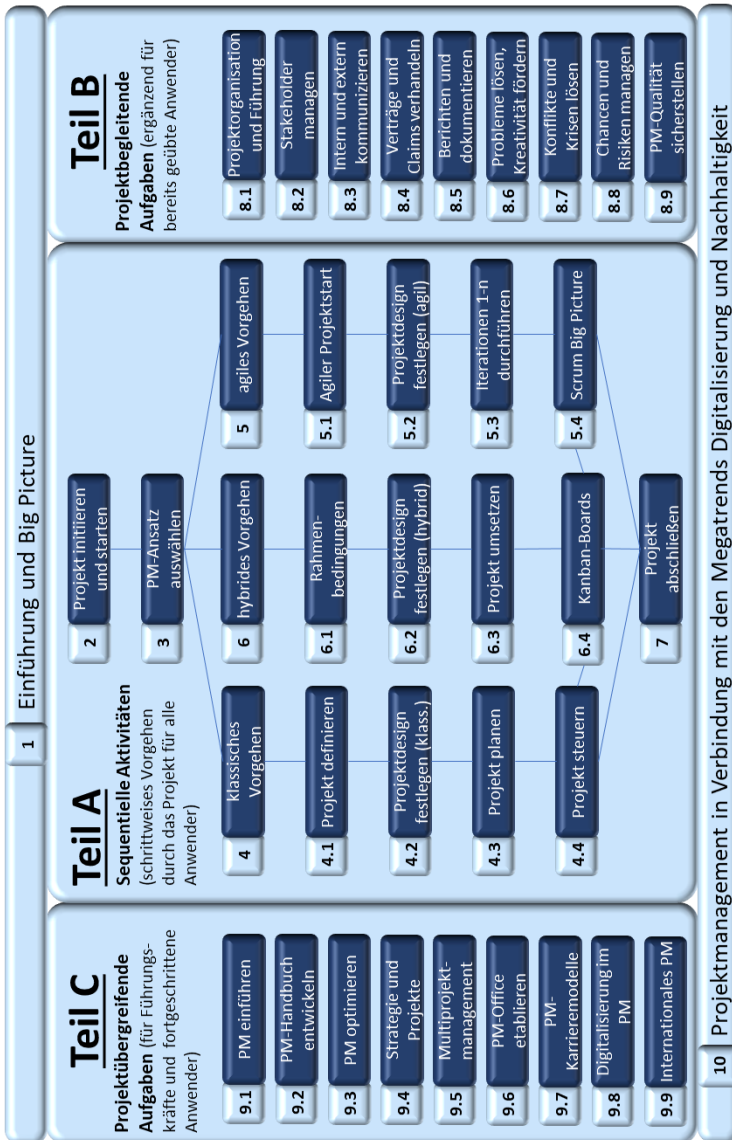 1 Einführung und Big Picture
Teil C
Projektübergreifende
Aufgaben (für Führungs-
kräfte und fortgeschrittene
Anwender)
9.1 PM einführen
9.2 PM-Handbuch
entwickeln
9.3 PM optimieren
9.4 Strategie und
Projekte
9.5 Multiprojekt-
management
9.6 PM-Office
etablieren
9.7 PM-
Karrieremodelle
9.8 Digitalisierung im
PM
9.9 Internationales PM
Teil A
Sequentielle Aktivitäten
(schrittweises Vorgehen
durch das Projekt für alle
Anwender)
2 Projekt initiieren
und starten
3 PM-Ansatz
auswählen
4 klassisches
Vorgehen
4.1 Projekt definieren
4.2 Projektdesign
festlegen (klass.)
4.3 Projekt planen
4.4 Projekt steuern
6 hybrides Vorgehen
6.1 Rahmen-
bedingungen
6.2 Projektdesign
festlegen (hybrid)
6.3 Projekt umsetzen
6.4 Kanban-Boards
5 agiles Vorgehen
5.1 Agiler Projektstart
5.2 Projektdesign
festlegen (agil)
5.3 Iterationen 1-n
durchführen
5.4 Scrum Big Picture
7 Projekt
abschließen
Teil B
Projektbegleitende
Aufgaben (ergänzend für
bereits geübte Anwender)
8.1 Projektorganisation
und Führung
8.2 Stakeholder
managen
8.3 Intern und extern
kommunizieren
8.4 Verträge und
Claims verhandeln
8.5 Berichten und
dokumentieren
8.6 Probleme lösen,
Kreativität fördern
8.7 Konflikte und
Krisen lösen
8.8 Chancen und
Risiken managen
8.9 PM-Qualität
sicherstellen
10 Projektmanagement in Verbindung mit den Megatrends Digitalisierung und Nachhaltigkeit